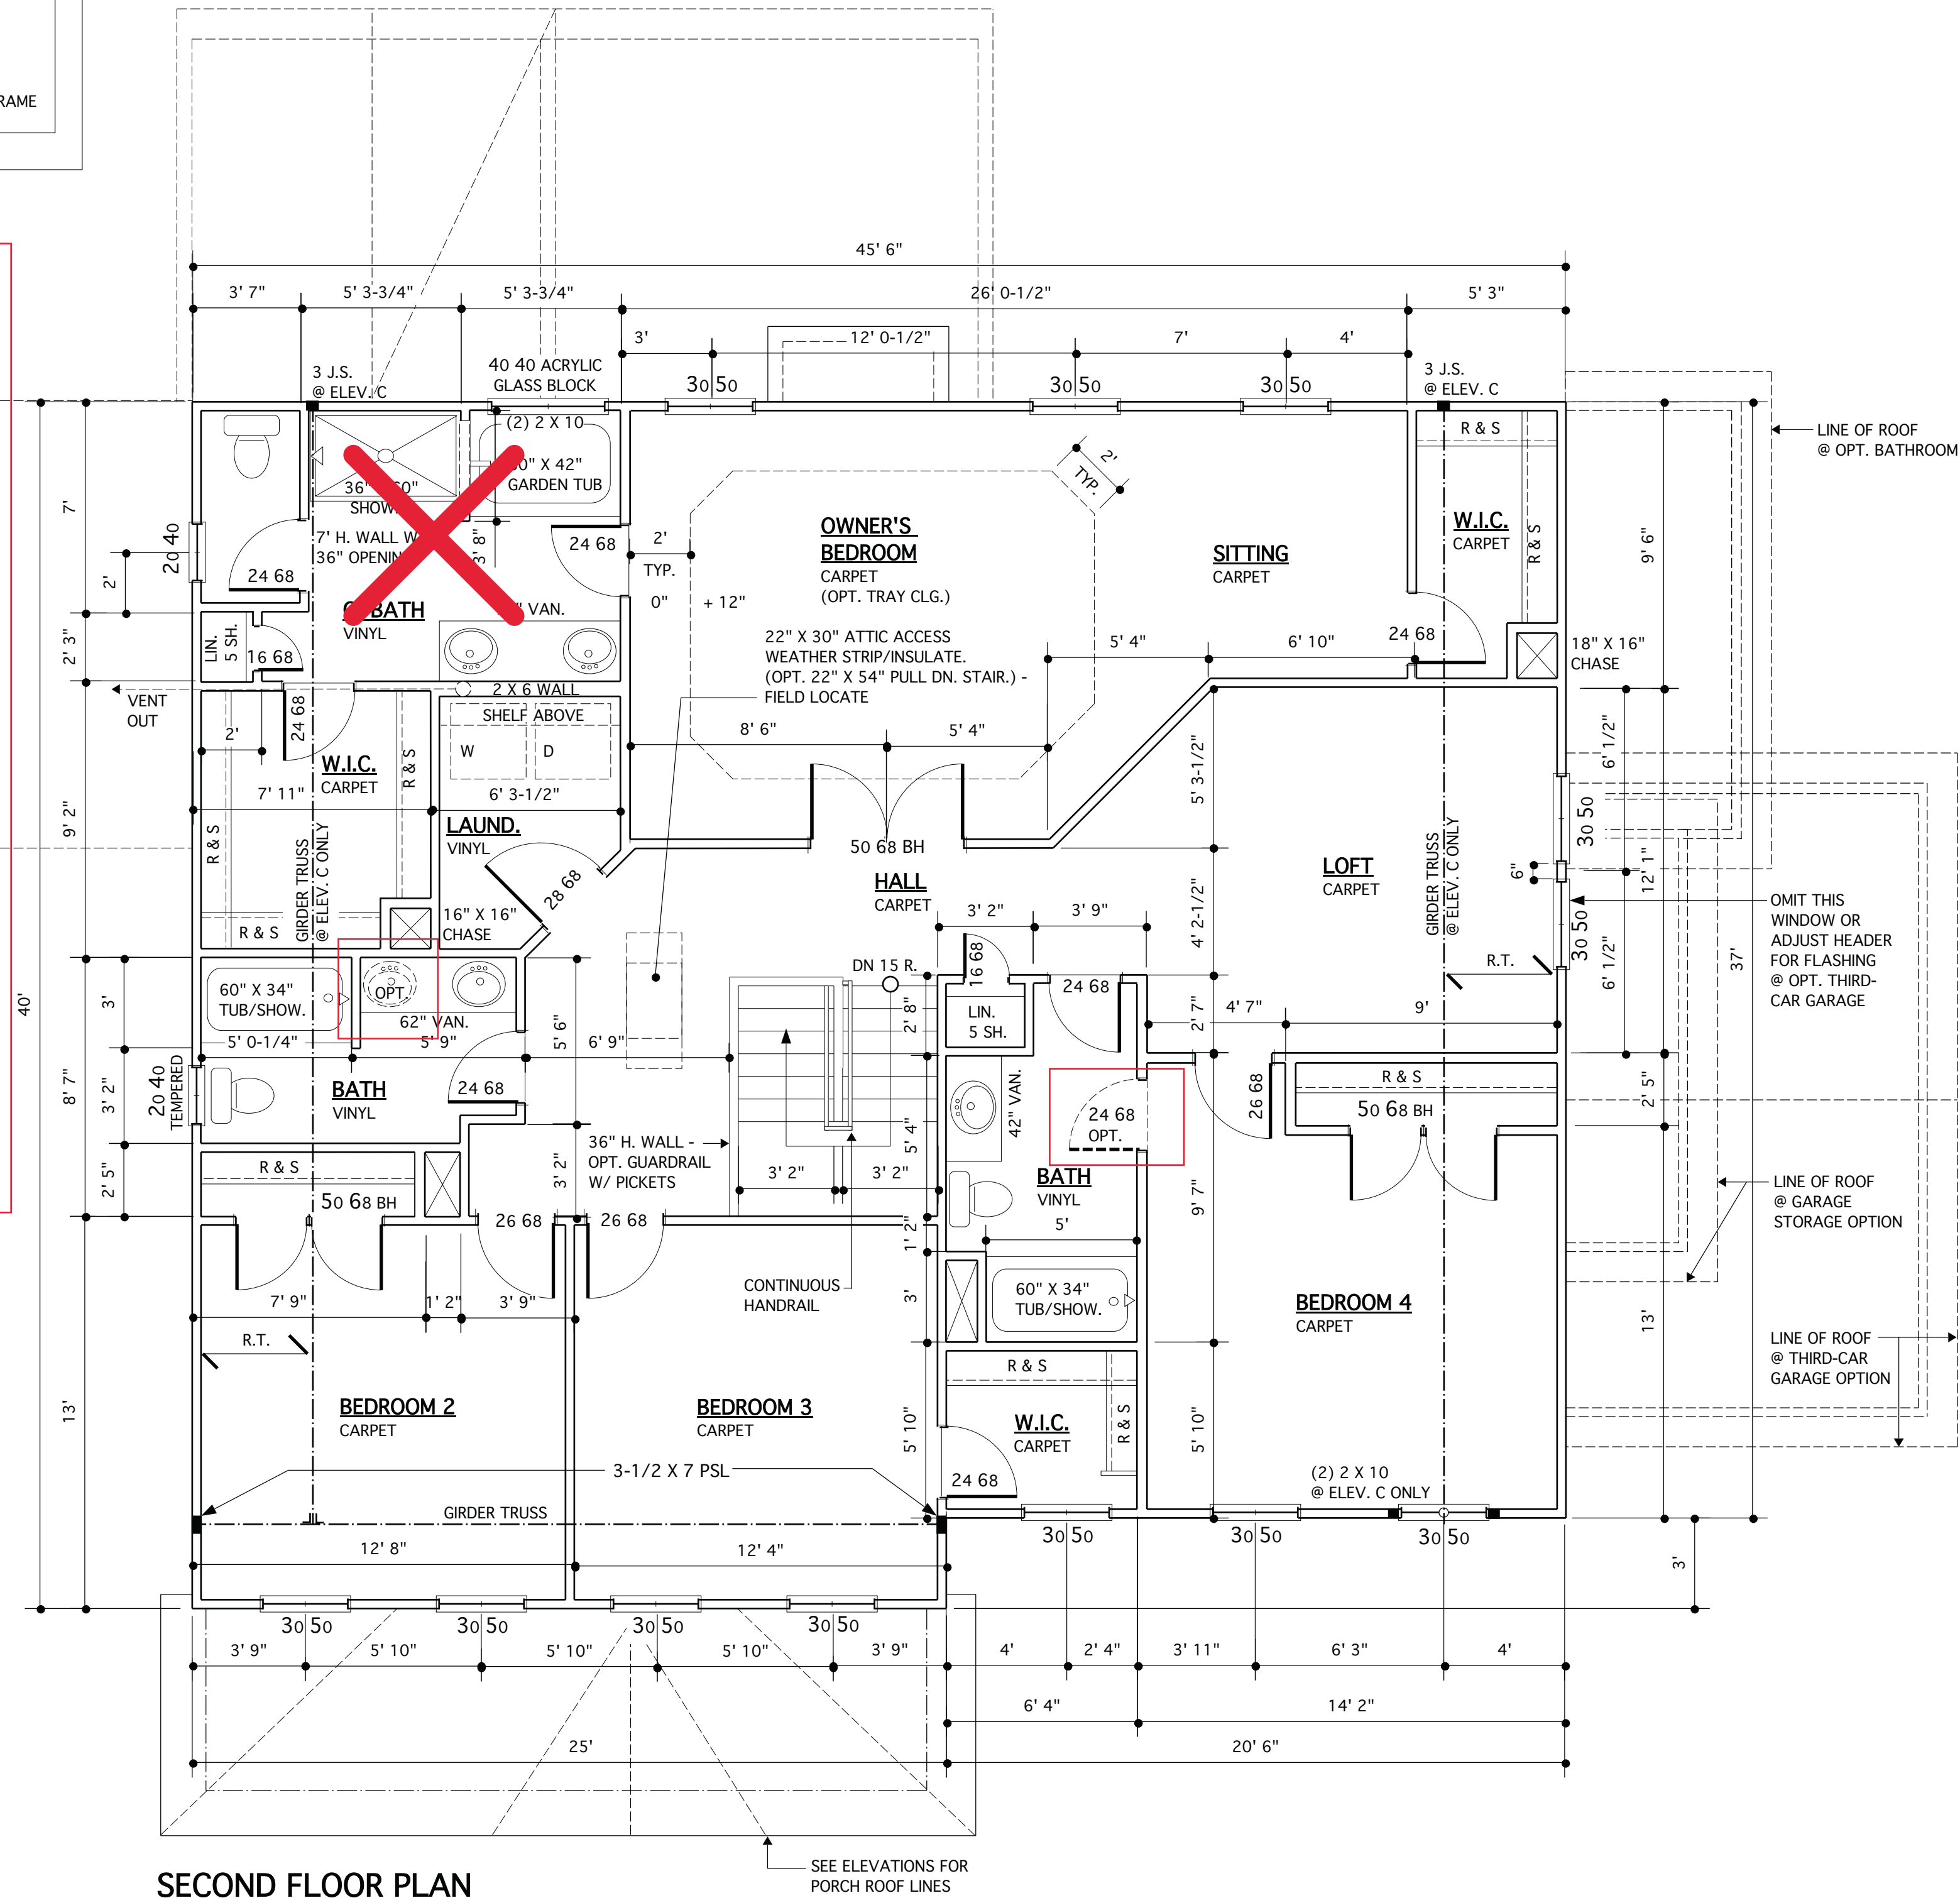 RAME
45' 6"
3' 7"
5' 3-3/4"
5' 3-3/4"
26' 0-1/2"
5' 3"
3'
12' 0-1/2"
7'
4'
3 J.S.
@ ELEV. C
40 40 ACRYLIC
GLASS BLOCK
30 50
30 50
30 50
3 J.S.
@ ELEV. C
(2) 2 X 10
R & S
LINE OF ROOF
@ OPT. BATHROOM
2'
TYP.
X 42"
GARDEN TUB
36"
60"
7'
OWNER'S
BEDROOM
CARPET
(OPT. TRAY CLG.)
W.I.C.
CARPET
R & S
9' 6"
20 40
7' H. WALL
36"
3' 8"
24 68
2'
TYP.
SITTING
CARPET
2'
24 68
0"
+ 12"
BATH
VINYL
VAN.
LIN.
5 SH.
16 68
2' 3"
22" X 30" ATTIC ACCESS
WEATHER STRIP/INSULATE.
(OPT. 22" X 54" PULL DN. STAIR.) -
FIELD LOCATE
5' 4"
6' 10"
24 68
18" X 16"
CHASE
VENT
OUT
2 X 6 WALL
SHELF ABOVE
24 68
2'
W
D
8' 6"
5' 4"
W.I.C.
CARPET
R & S
7' 11"
6' 3-1/2"
5' 3-1/2"
6' 1/2"
9' 2"
R & S
LAUND.
VINYL
50 68 BH
30 50
GIRDER TRUSS
@ ELEV. C ONLY
28 68
HALL
CARPET
LOFT
CARPET
GIRDER TRUSS
@ ELEV. C ONLY
6"
12' 1"
16" X 16"
CHASE
3' 2"
3' 9"
4' 2-1/2"
R & S
30 50
OMIT THIS
WINDOW OR
ADJUST HEADER
FOR FLASHING
@ OPT. THIRD-
CAR GARAGE
40'
37'
6' 1/2"
R.T.
DN 15 R.
16 68
24 68
60" X 34"
TUB/SHOW.
OPT.
3'
62" VAN.
LIN.
5 SH.
2' 8"
2' 7"
4' 7"
9'
5' 0-1/4"
5' 9"
5' 6"
6' 9"
8' 7"
3' 2"
20 40
TEMPERED
BATH
VINYL
24 68
42" VAN.
24 68
OPT.
26 68
R & S
50 68 BH
2' 5"
36" H. WALL -
OPT. GUARDRAIL
W/ PICKETS
5' 4"
3' 2"
3' 2"
3' 2"
BATH
VINYL
9' 7"
2' 5"
R & S
50 68 BH
26 68
26 68
5'
1' 2"
LINE OF ROOF
@ GARAGE
STORAGE OPTION
CONTINUOUS
HANDRAIL
3'
60" X 34"
TUB/SHOW.
BEDROOM 4
CARPET
7' 9"
1' 2"
3' 9"
13'
R.T.
LINE OF ROOF
@ THIRD-CAR
GARAGE OPTION
R & S
13'
BEDROOM 2
CARPET
BEDROOM 3
CARPET
W.I.C.
CARPET
R & S
5' 10"
5' 10"
3-1/2 X 7 PSL
24 68
(2) 2 X 10
@ ELEV. C ONLY
GIRDER TRUSS
30 50
30 50
30 50
12' 8"
12' 4"
3'
30 50
30 50
30 50
30 50
3' 9"
5' 10"
5' 10"
5' 10"
3' 9"
4'
2' 4"
3' 11"
6' 3"
4'
6' 4"
14' 2"
25'
20' 6"
SEE ELEVATIONS FOR
PORCH ROOF LINES
SECOND FLOOR PLAN